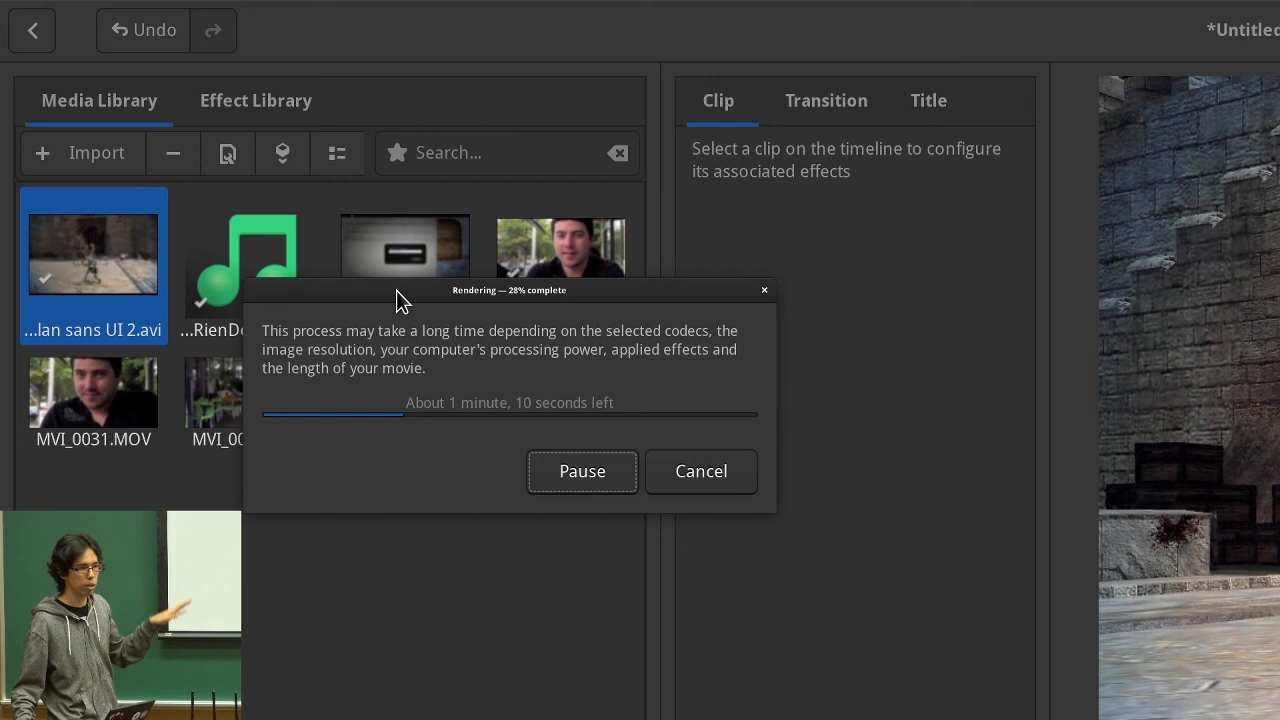 Undo
*Untitled
Media Library
Effect Library
Clip
Transition
Title
Import
Search...
Select a clip on the timeline to configure
its associated effects
...lan sans UI 2.avi
...RienDe
Rendering — 28% complete
This process may take a long time depending on the selected codecs, the
image resolution, your computer's processing power, applied effects and
the length of your movie.
About 1 minute, 10 seconds left
MVI_0031.MOV
MVI_00
Pause
Cancel